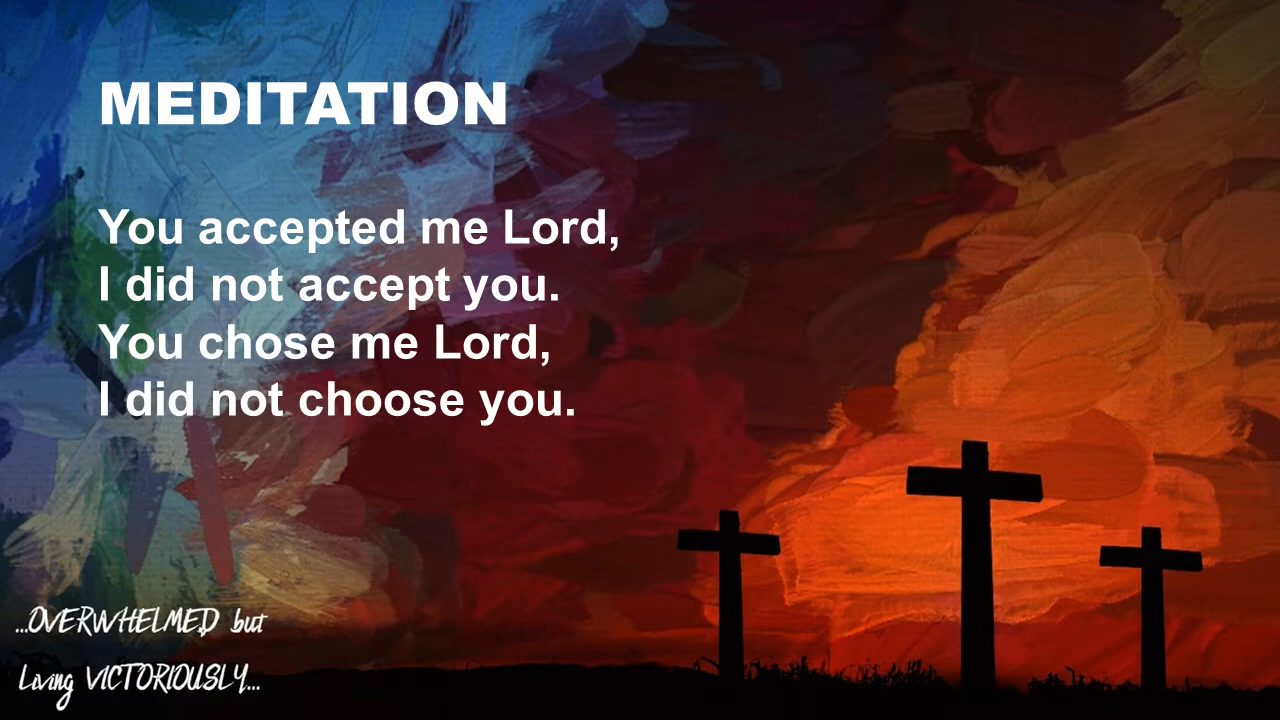 MEDITATION
You accepted me Lord,
I did not accept you.
You chose me Lord,
I did not choose you.
...OVERWHELMED but
Living VICTORIOUSLY...